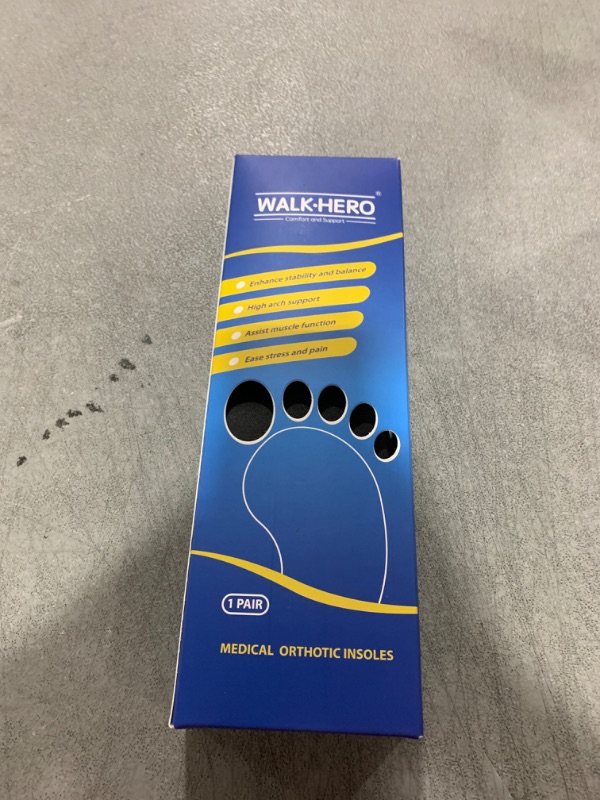 WALK·HERO®
Comfort and Support
Enhance stability and balance
High arch support
Assist muscle function
Ease stress and pain
1 PAIR
MEDICAL ORTHOTIC INSOLES